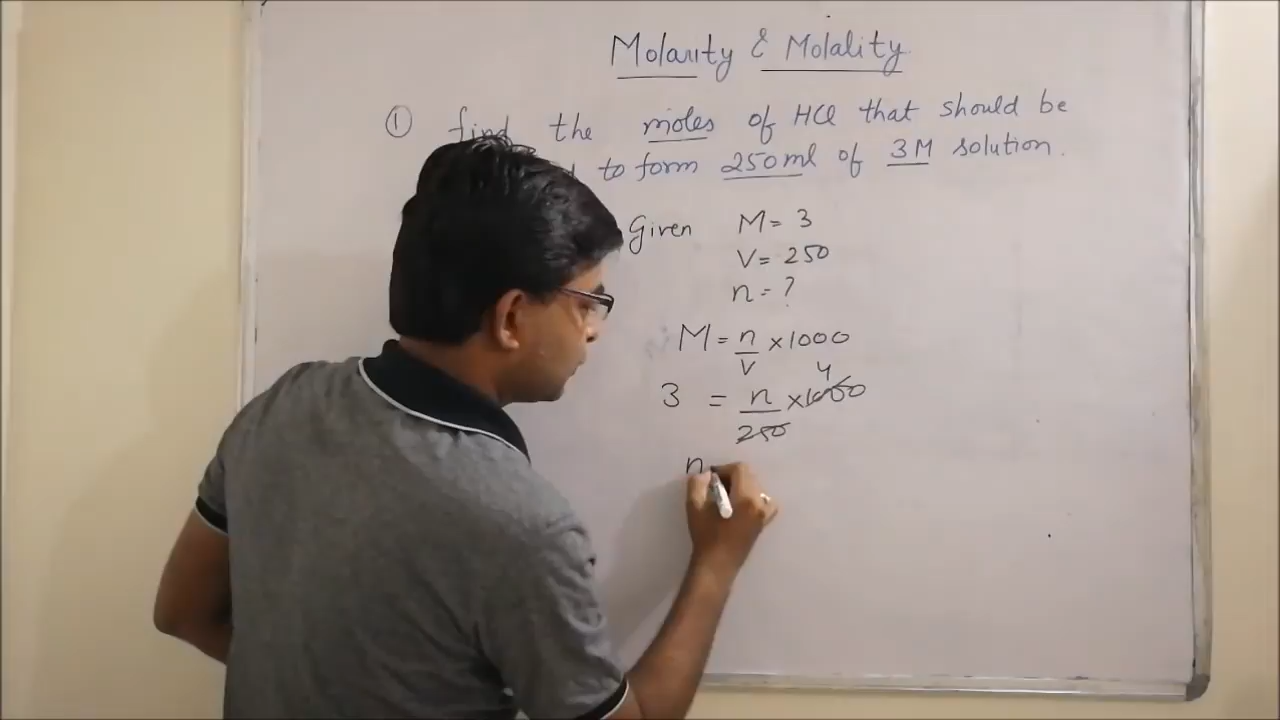 Molarity & Molality
① find the moles of HCl that should be
to form 250ml of 3M solution.
Given M = 3
V = 250
n = ?
M = n/V ×1000
3 = n/250 ×1000 4
n